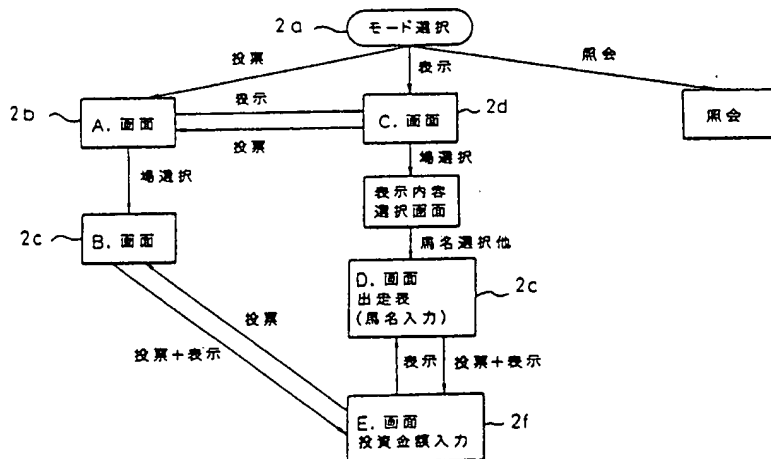 2a
モード選択
投票
表示
照会
2b
A. 画面
表示
投票
C. 画面
2d
照会
場選択
場選択
表示内容
選択画面
2c
B. 画面
馬名選択他
D. 画面
出走表
(馬名入力)
2c
投票
投票+表示
表示
投票+表示
E. 画面
投資金額入力
2f